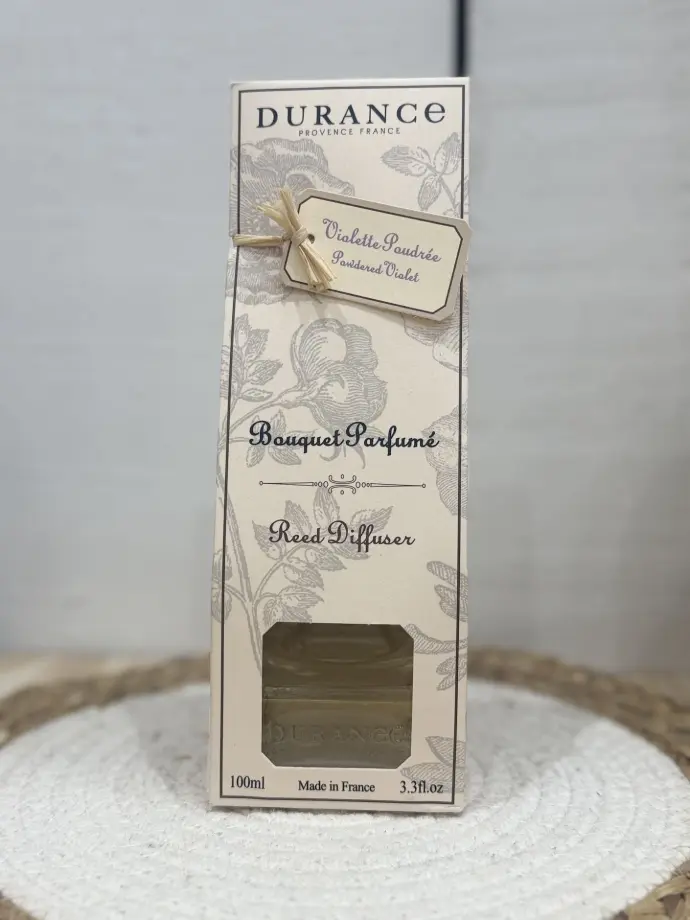 DURANCe
PROVENCE FRANCE
Violette Poudrée
Powdered Violet
Bouquet Parfumé
Reed Diffuser
DURANCe
100ml Made in France 3.3fl.oz